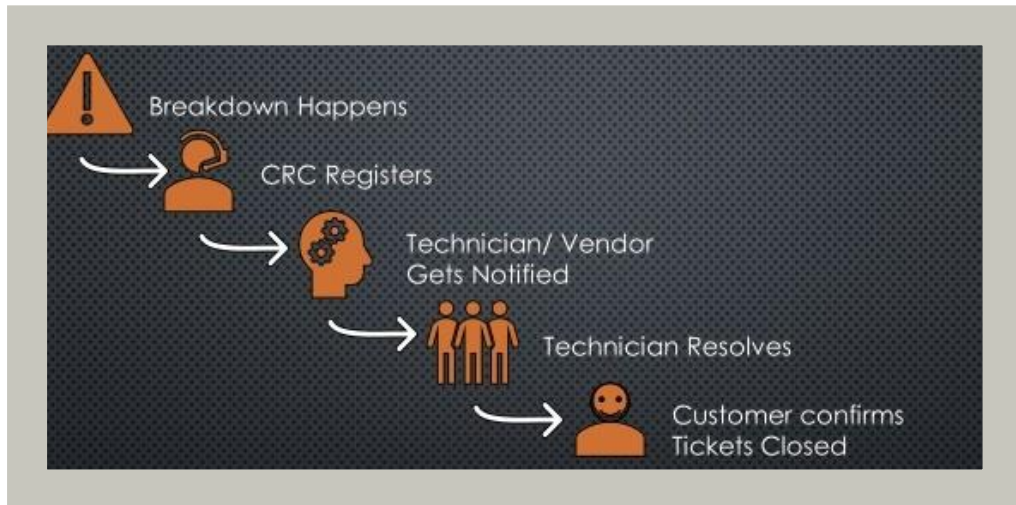 Breakdown Happens
CRC Registers
Technician/ Vendor
Gets Notified
Technician Resolves
Customer confirms
Tickets Closed